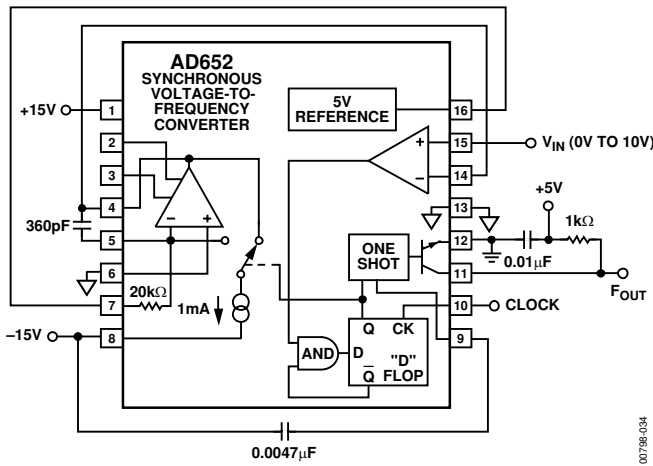 AD652
SYNCHRONOUS
VOLTAGE-TO-
FREQUENCY
CONVERTER
5V
REFERENCE
+15V
1
2
3
4
360pF
5
6
20kΩ
7
1mA
–15V
8
16
15
VIN (0V TO 10V)
14
+5V
13
1kΩ
12
0.01µF
11
FOUT
10
CLOCK
9
+
–
–
+
ONE
SHOT
Q
CK
AND
D
"D"
FLOP
Q̅
0.0047µF
00798-034